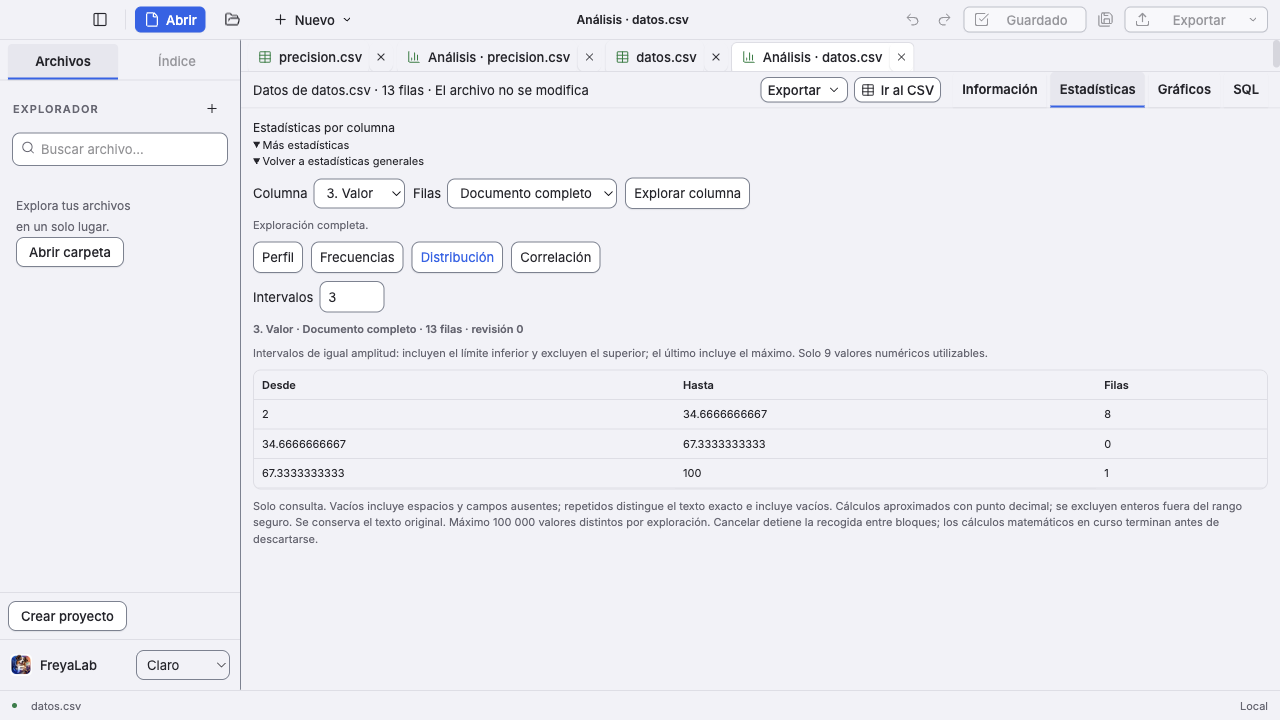 Abrir
Nuevo
Análisis · datos.csv
Guardado
Exportar
Archivos
Índice
EXPLORADOR
Buscar archivo...
Explora tus archivos
en un solo lugar.
Abrir carpeta
Crear proyecto
FreyaLab
Claro
precision.csv
Análisis · precision.csv
datos.csv
Análisis · datos.csv
Datos de datos.csv · 13 filas · El archivo no se modifica
Exportar
Ir al CSV
Información
Estadísticas
Gráficos
SQL
Estadísticas por columna
Más estadísticas
Volver a estadísticas generales
Columna 3. Valor Filas Documento completo Explorar columna
Exploración completa.
Perfil Frecuencias Distribución Correlación
Intervalos 3
3. Valor · Documento completo · 13 filas · revisión 0
Intervalos de igual amplitud: incluyen el límite inferior y excluyen el superior; el último incluye el máximo. Solo 9 valores numéricos utilizables.
Desde Hasta Filas
2 34.6666666667 8
34.6666666667 67.3333333333 0
67.3333333333 100 1
Solo consulta. Vacíos incluye espacios y campos ausentes; repetidos distingue el texto exacto e incluye vacíos. Cálculos aproximados con punto decimal; se excluyen enteros fuera del rango
seguro. Se conserva el texto original. Máximo 100 000 valores distintos por exploración. Cancelar detiene la recogida entre bloques; los cálculos matemáticos en curso terminan antes de
descartarse.
datos.csv
Local